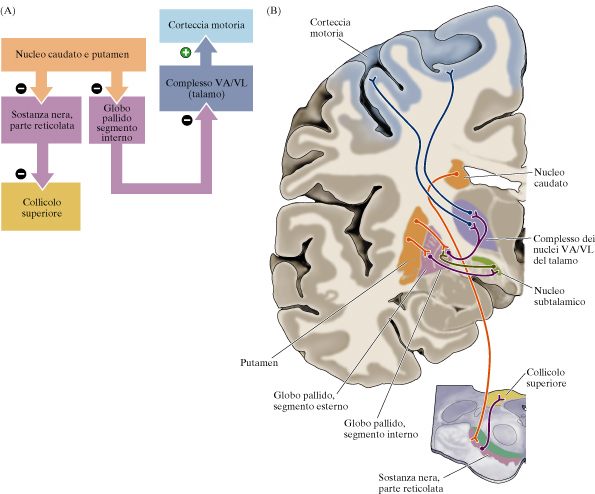 (A)
Corteccia motoria
+
Nucleo caudato e putamen
Complesso VA/VL
(talamo)
−
−
−
Sostanza nera,
parte reticolata
Globo
pallido
segmento
interno
−
Collicolo
superiore
(B)
Corteccia
motoria
Nucleo
caudato
Complesso dei
nuclei VA/VL
del talamo
Nucleo
subtalamico
Putamen
Globo pallido,
segmento esterno
Globo pallido,
segmento interno
Collicolo
superiore
Sostanza nera,
parte reticolata